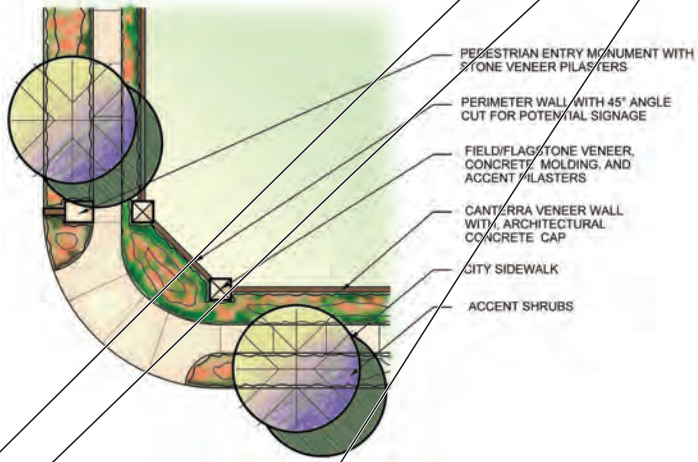 PEDESTRIAN ENTRY MONUMENT WITH
STONE VENEER PILASTERS
PERIMETER WALL WITH 45° ANGLE
CUT FOR POTENTIAL SIGNAGE
FIELD/FLAGSTONE VENEER,
CONCRETE MOLDING, AND
ACCENT PILASTERS
CANTERRA VENEER WALL
WITH, ARCHITECTURAL
CONCRETE CAP
CITY SIDEWALK
ACCENT SHRUBS